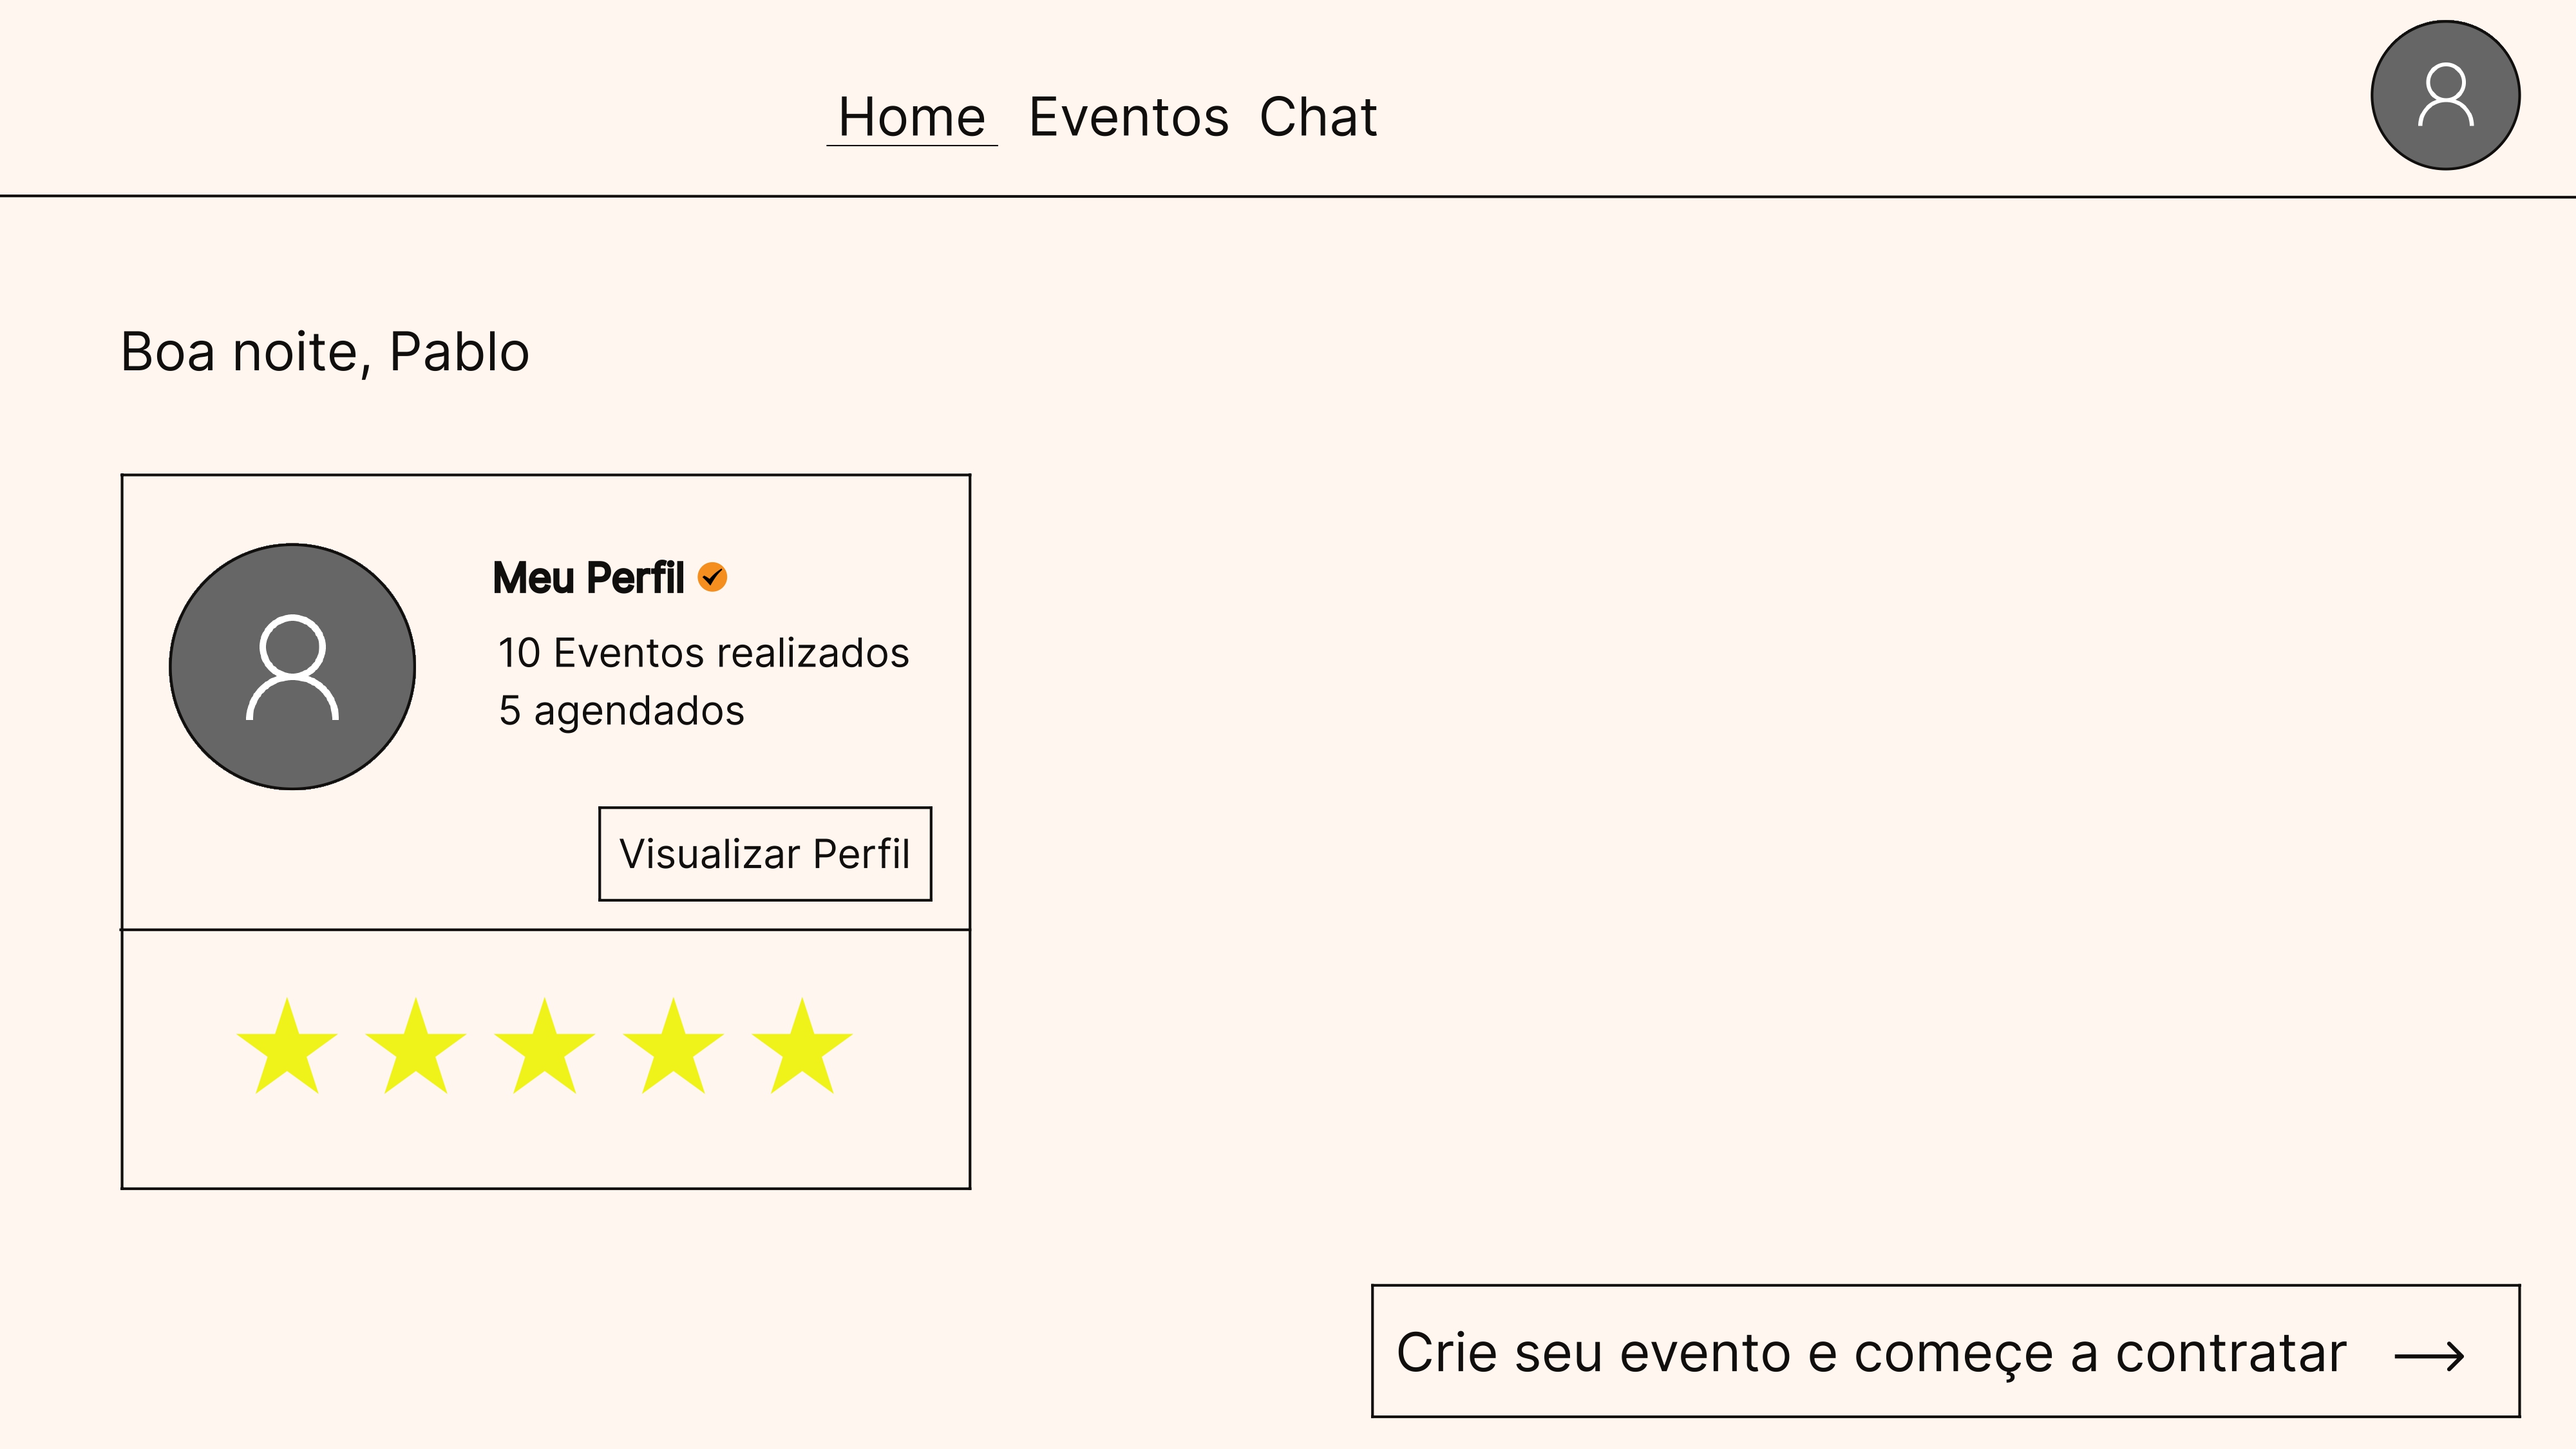 Home Eventos Chat
Boa noite, Pablo
Meu Perfil
10 Eventos realizados
5 agendados
Visualizar Perfil
Crie seu evento e começe a contratar